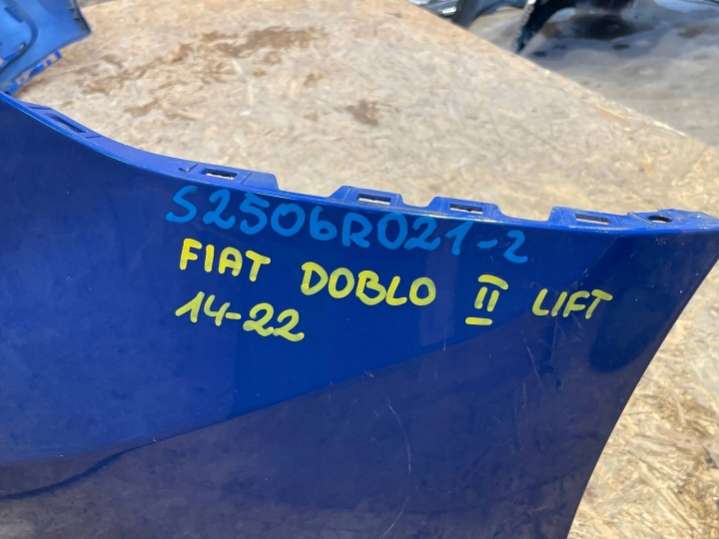 S2506R021-2
FIAT DOBLO II LIFT
14-22